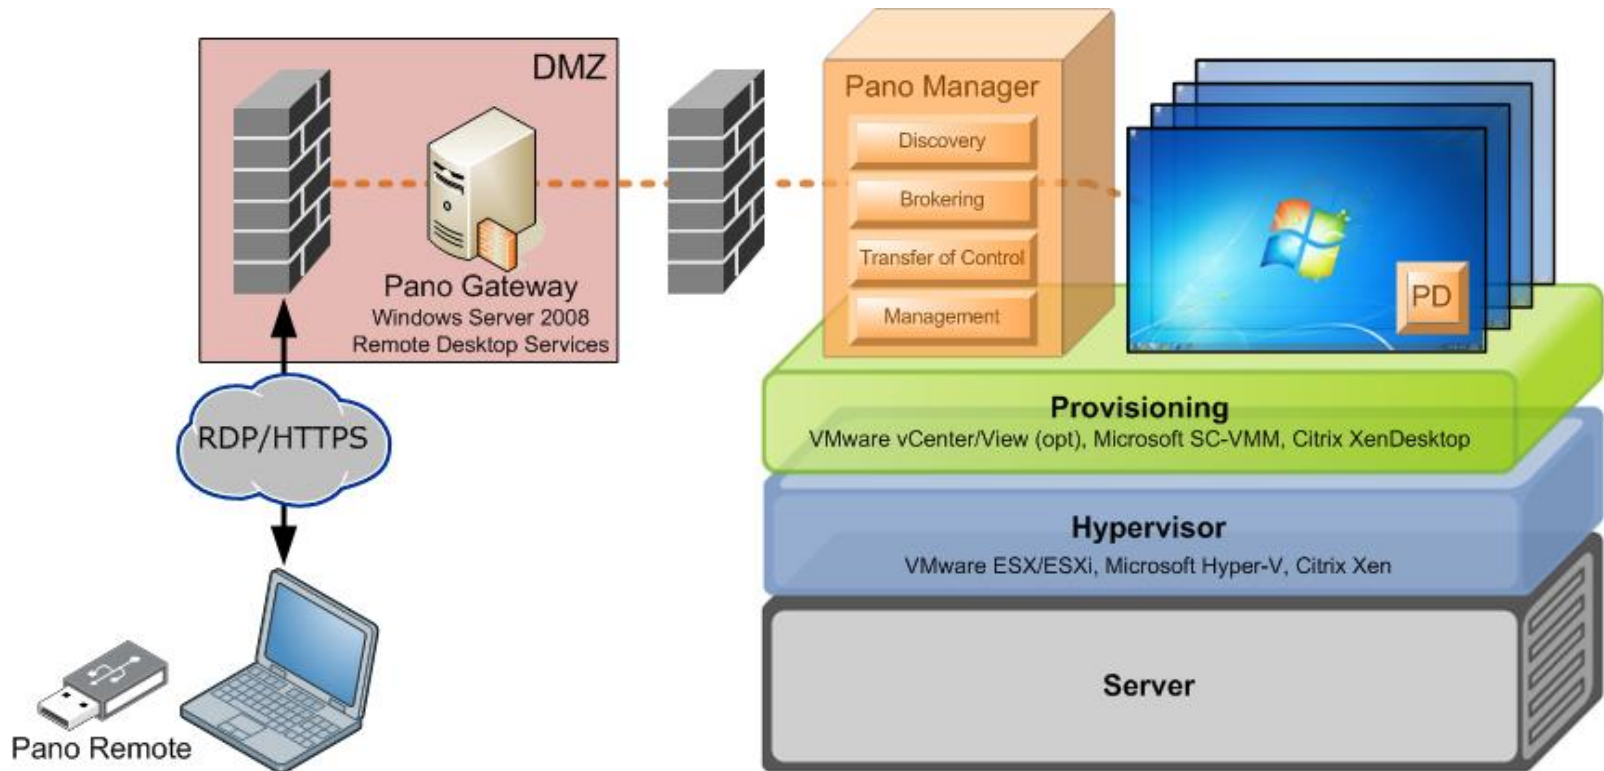 DMZ
Pano Gateway
Windows Server 2008
Remote Desktop Services
RDP/HTTPS
Pano Remote
Pano Manager
Discovery
Brokering
Transfer of Control
Management
PD
Provisioning
VMware vCenter/View (opt), Microsoft SC-VMM, Citrix XenDesktop
Hypervisor
VMware ESX/ESXi, Microsoft Hyper-V, Citrix Xen
Server